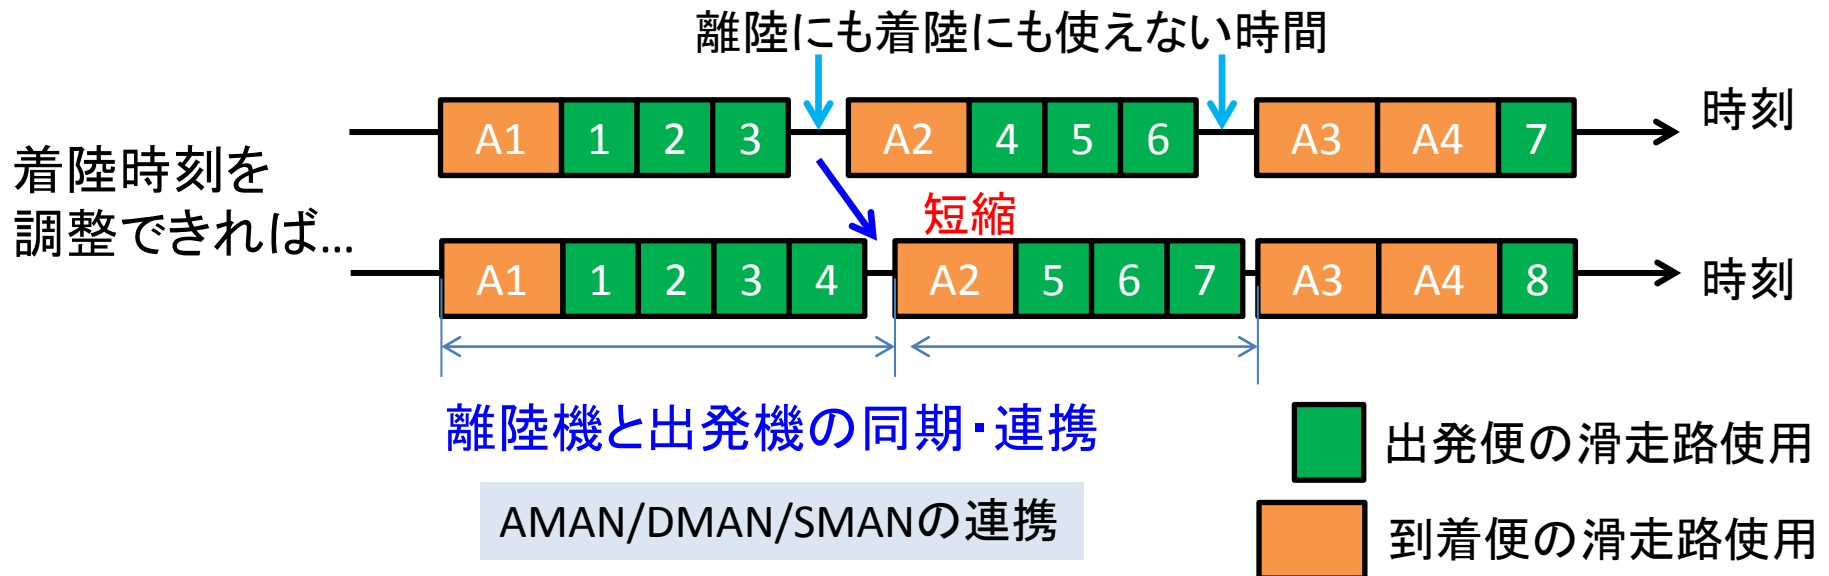 離陸にも着陸にも使えない時間
A1 1 2 3 A2 4 5 6 A3 A4 7 時刻
着陸時刻を
調整できれば…
短縮
A1 1 2 3 4 A2 5 6 7 A3 A4 8 時刻
離陸機と出発機の同期・連携
出発便の滑走路使用
AMAN/DMAN/SMANの連携
到着便の滑走路使用